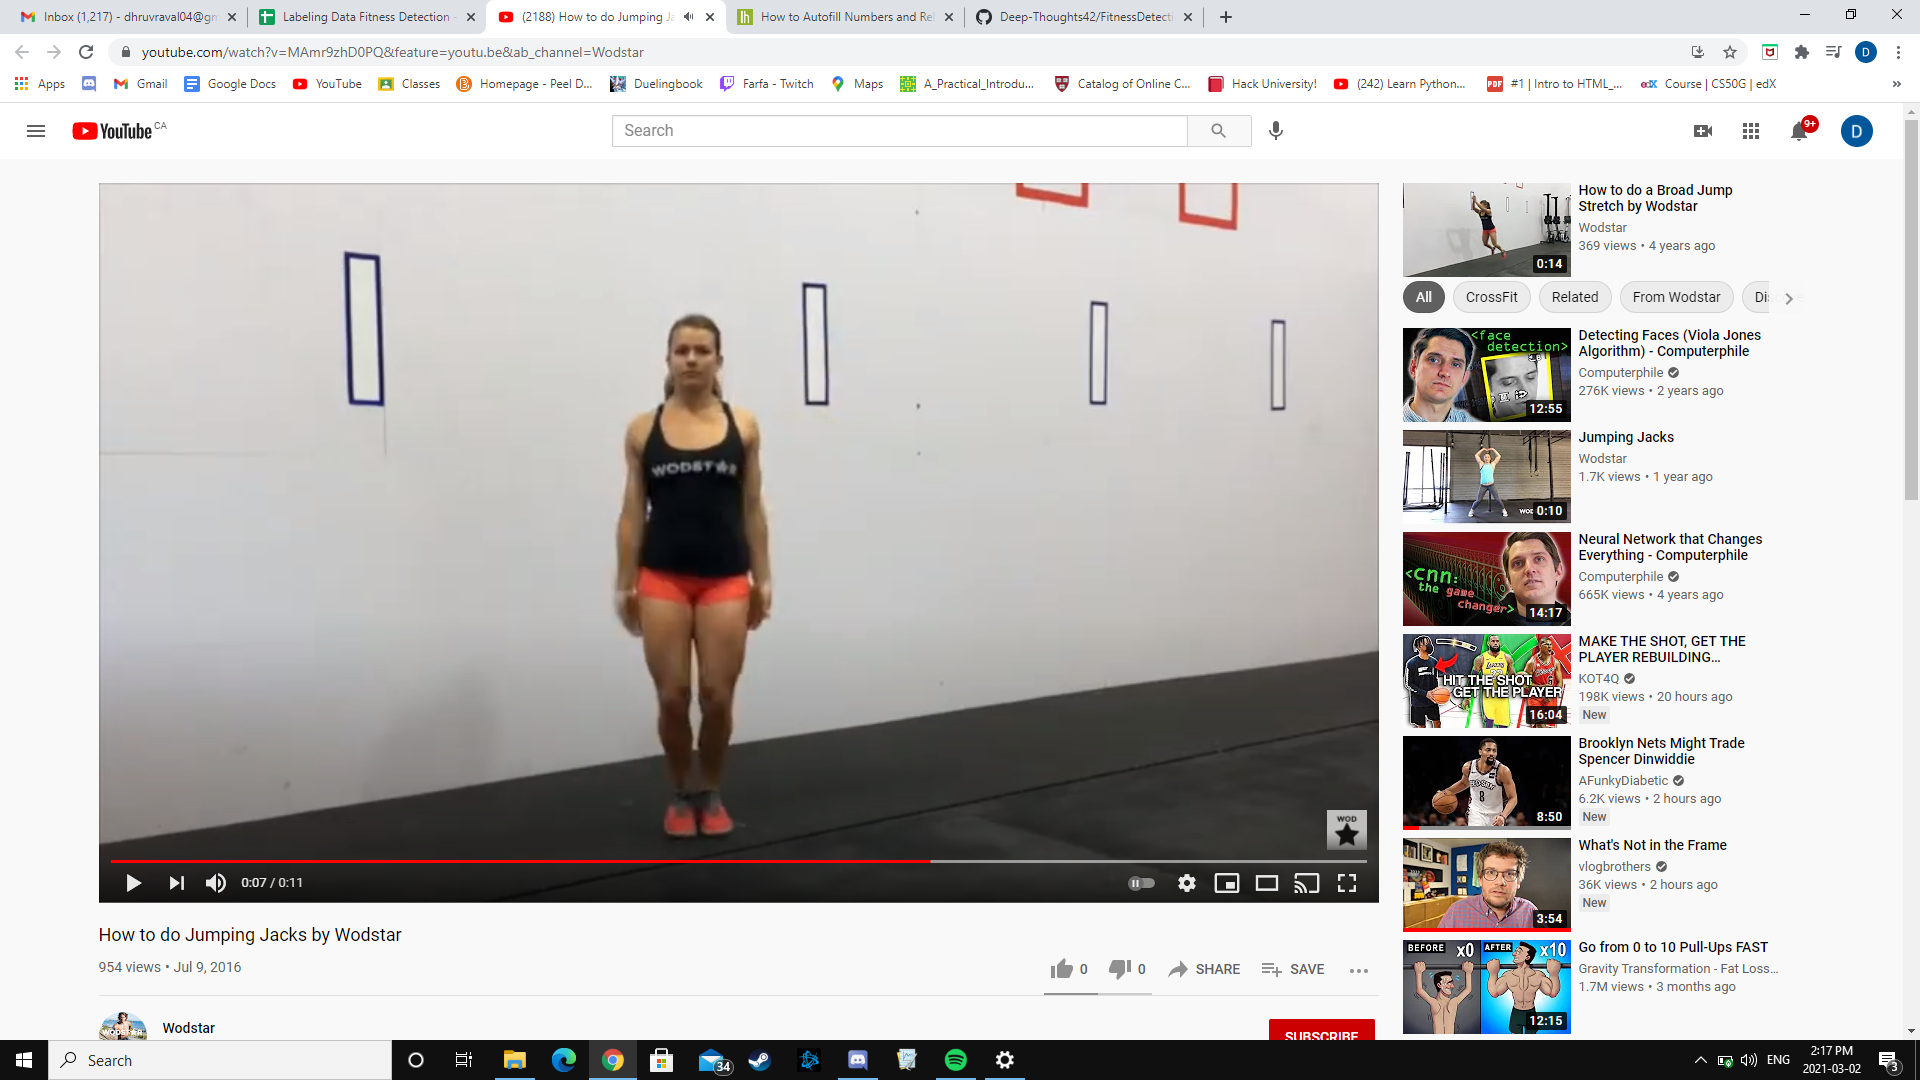 Inbox (1,217) - dhruvraval04@gm
Labeling Data Fitness Detection -
(2188) How to do Jumping Ja
How to Autofill Numbers and Rel
Deep-Thoughts42/FitnessDetecti
youtube.com/watch?v=MAmr9zhD0PQ&feature=youtu.be&ab_channel=Wodstar
D
Apps
Gmail
Google Docs
YouTube
Classes
Homepage - Peel D...
Duelingbook
Farfa - Twitch
Maps
A_Practical_Introdu...
Catalog of Online C...
Hack University!
(242) Learn Python...
#1 | Intro to HTML_...
Course | CS50G | edX
»
YouTube CA
Search
9+
D
WODSTAR
WOD
0:07 / 0:11
How to do Jumping Jacks by Wodstar
954 views • Jul 9, 2016
0
0
SHARE
SAVE
Wodstar
SUBSCRIBE
How to do a Broad Jump
Stretch by Wodstar
Wodstar
369 views • 4 years ago
0:14
All
CrossFit
Related
From Wodstar
<face
detection>
12:55
Detecting Faces (Viola Jones
Algorithm) - Computerphile
Computerphile
276K views • 2 years ago
0:10
Jumping Jacks
Wodstar
1.7K views • 1 year ago
<cnn:
the game
changer>
14:17
Neural Network that Changes
Everything - Computerphile
Computerphile
665K views • 4 years ago
HIT THE SHOT
GET THE PLAYER
16:04
MAKE THE SHOT, GET THE
PLAYER REBUILDING...
KOT4Q
198K views • 20 hours ago
New
8
8:50
Brooklyn Nets Might Trade
Spencer Dinwiddie
AFunkyDiabetic
6.2K views • 2 hours ago
New
3:54
What's Not in the Frame
vlogbrothers
36K views • 2 hours ago
New
BEFORE x0 AFTER x10
12:15
Go from 0 to 10 Pull-Ups FAST
Gravity Transformation - Fat Loss...
1.7M views • 3 months ago
Search
34
ENG
2:17 PM
2021-03-02
3